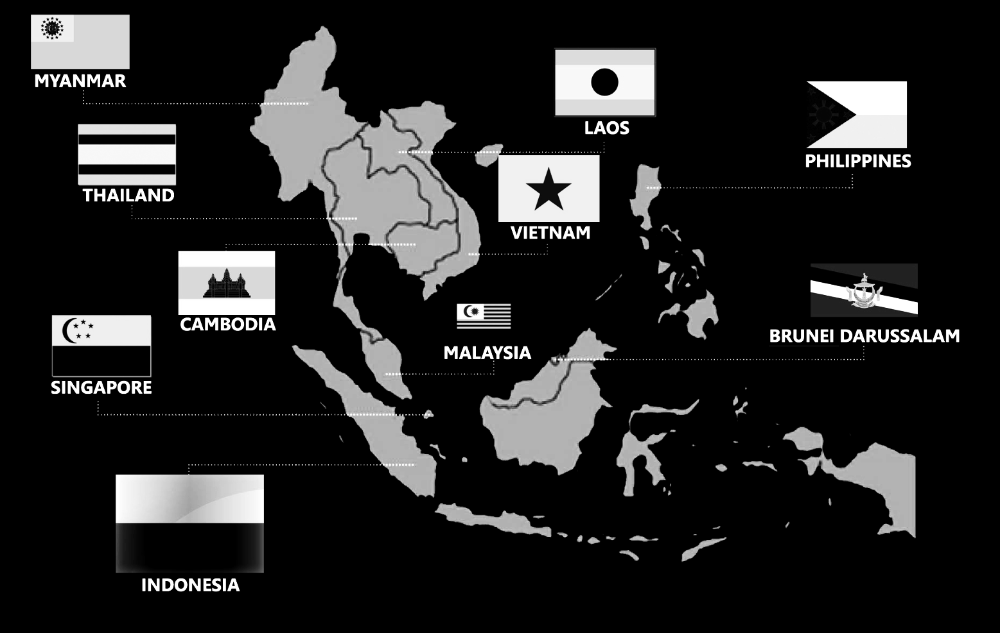 MYANMAR
LAOS
PHILIPPINES
THAILAND
VIETNAM
CAMBODIA
SINGAPORE
MALAYSIA
BRUNEI DARUSSALAM
INDONESIA